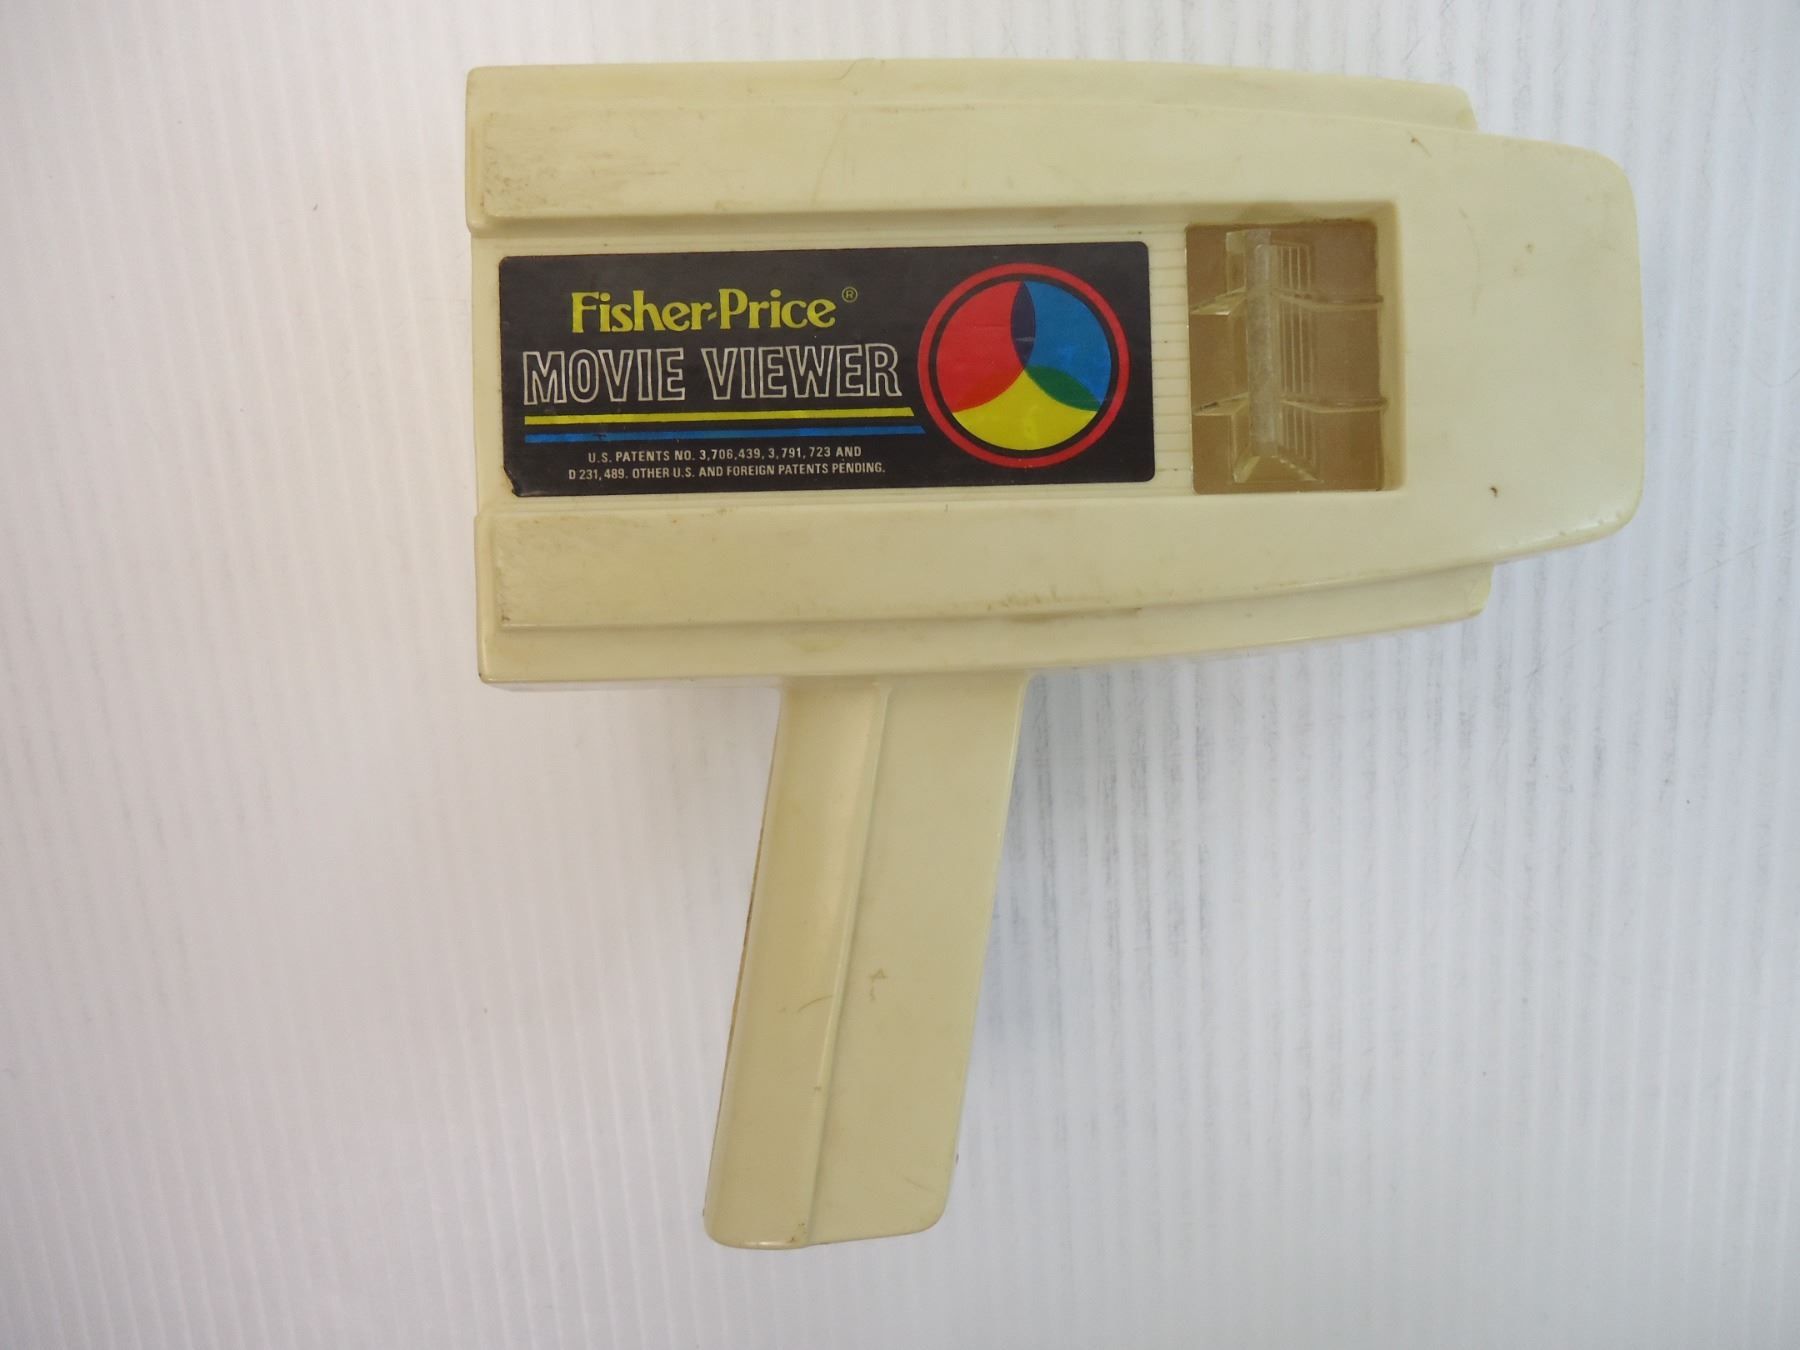 Fisher-Price®
MOVIE VIEWER
U.S. PATENTS NO. 3,706,439, 3,791,723 AND
D 231,489. OTHER U.S. AND FOREIGN PATENTS PENDING.